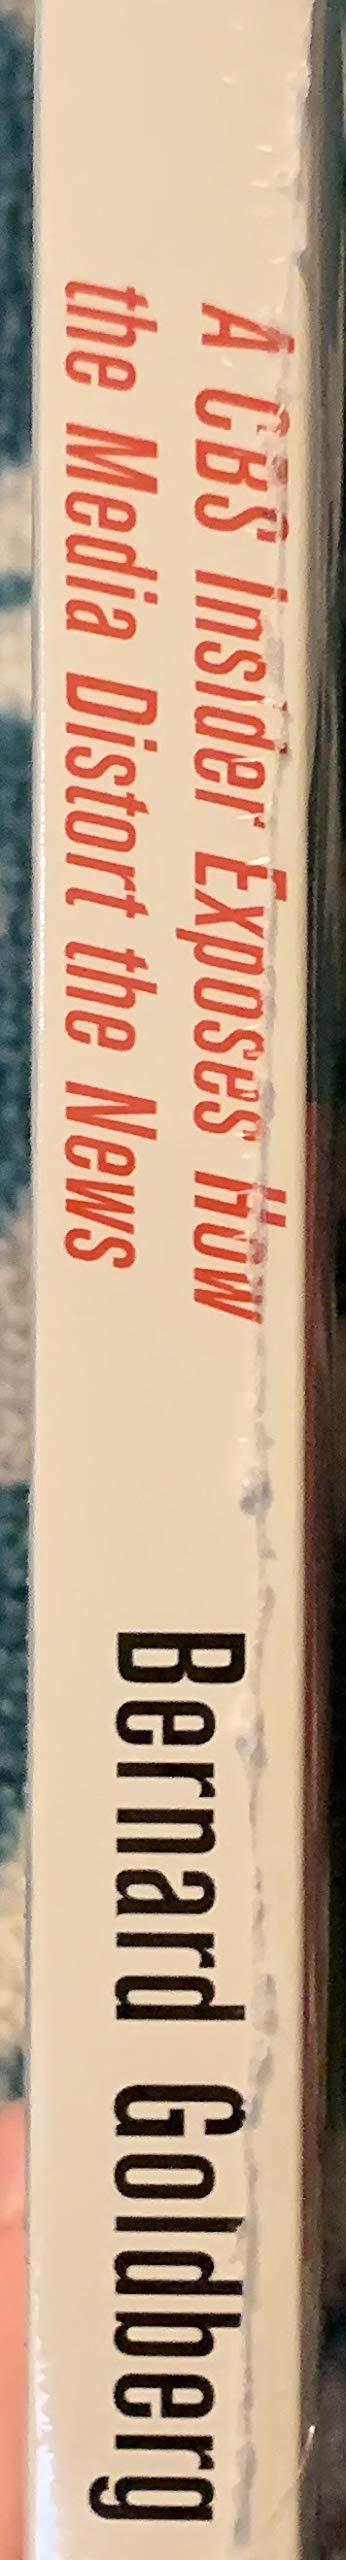 A CBS Insider Exposes How
the Media Distort the News
Bernard Goldberg